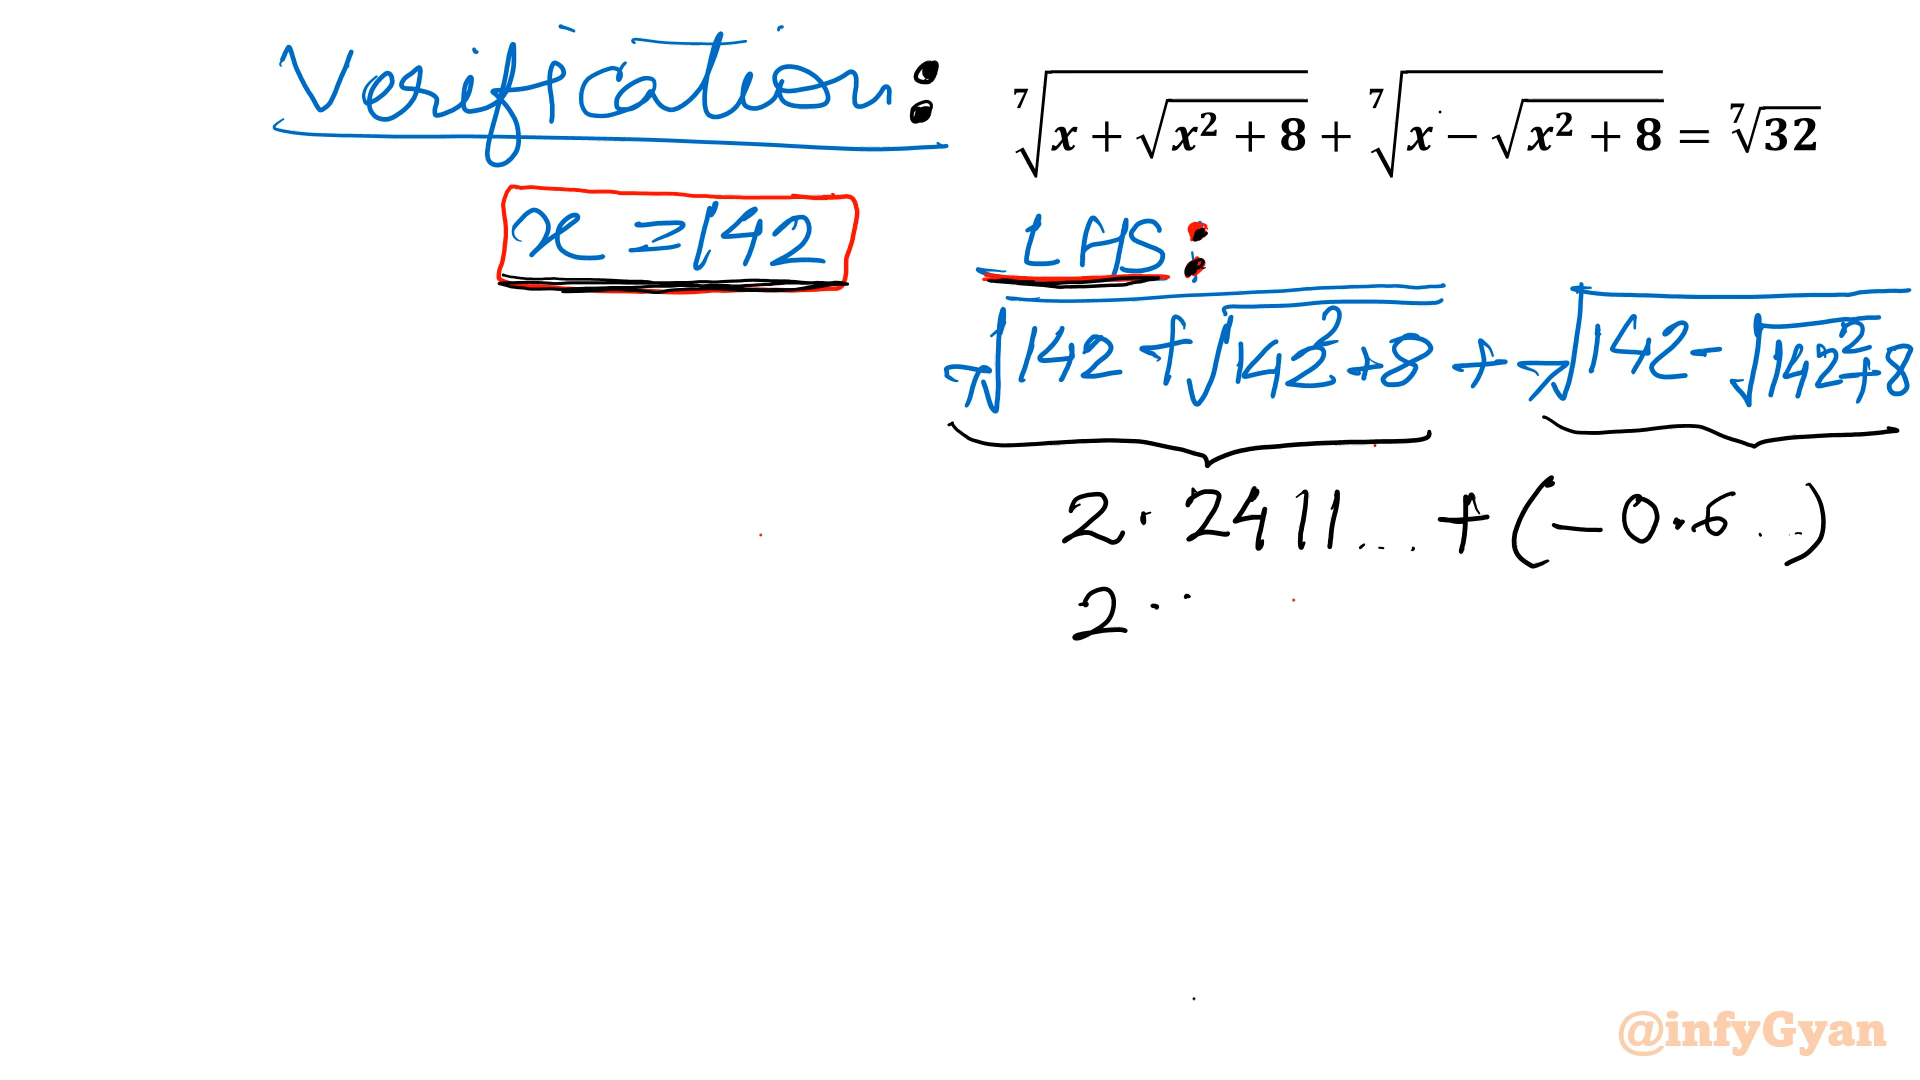 Verification:
⁷√(x + √(x² + 8)) + ⁷√(x − √(x² + 8)) = ⁷√32
x = 142
LHS:
⁷√(142 + √(142² + 8)) + ⁷√(142 − √(142² + 8))
2.2411... + (−0.6...)
2.
@infyGyan